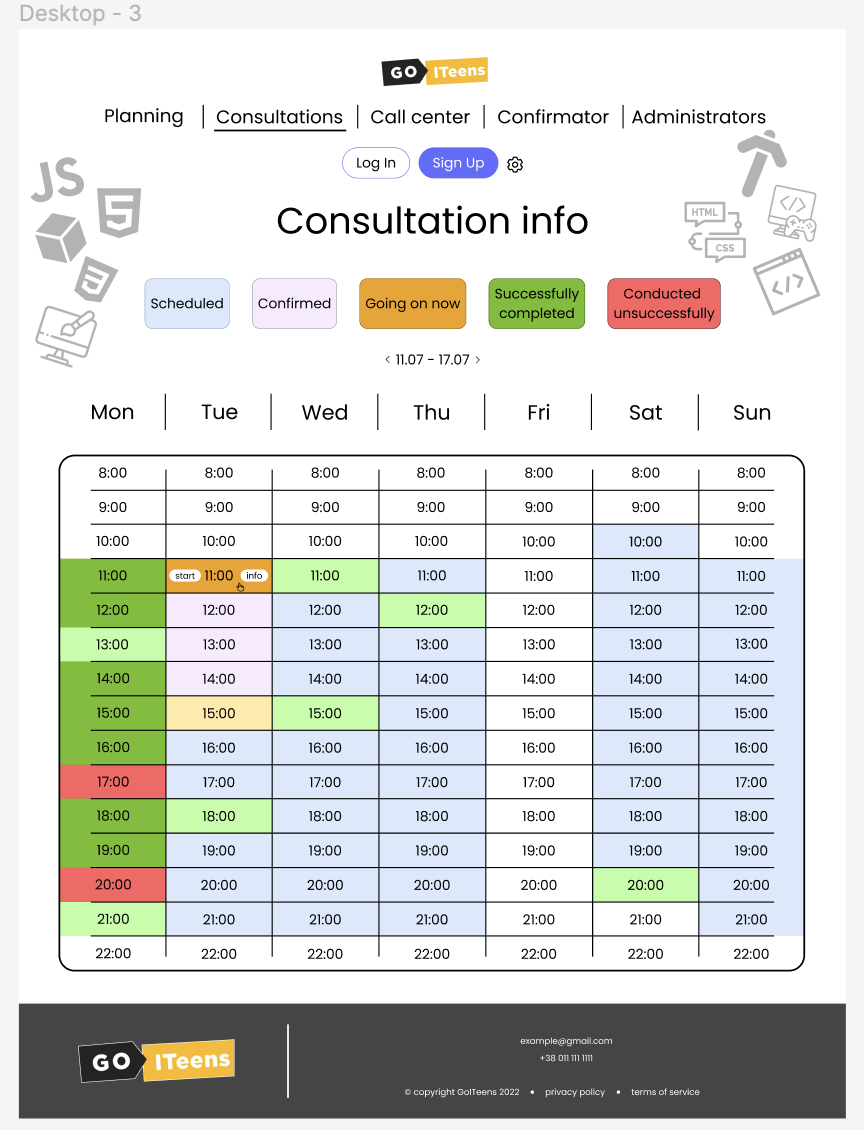 Desktop - 3
GO ITeens
Planning Consultations Call center Confirmator Administrators
Log In Sign Up
JS
HTML
</>
CSS
</>
Consultation info
Scheduled Confirmed Going on now Successfully completed Conducted unsuccessfully
< 11.07 - 17.07 >
Mon Tue Wed Thu Fri Sat Sun
8:00 8:00 8:00 8:00 8:00 8:00 8:00
9:00 9:00 9:00 9:00 9:00 9:00 9:00
10:00 10:00 10:00 10:00 10:00 10:00 10:00
11:00 start 11:00 info 11:00 11:00 11:00 11:00 11:00
12:00 12:00 12:00 12:00 12:00 12:00 12:00
13:00 13:00 13:00 13:00 13:00 13:00 13:00
14:00 14:00 14:00 14:00 14:00 14:00 14:00
15:00 15:00 15:00 15:00 15:00 15:00 15:00
16:00 16:00 16:00 16:00 16:00 16:00 16:00
17:00 17:00 17:00 17:00 17:00 17:00 17:00
18:00 18:00 18:00 18:00 18:00 18:00 18:00
19:00 19:00 19:00 19:00 19:00 19:00 19:00
20:00 20:00 20:00 20:00 20:00 20:00 20:00
21:00 21:00 21:00 21:00 21:00 21:00 21:00
22:00 22:00 22:00 22:00 22:00 22:00 22:00
GO ITeens
example@gmail.com
+38 011 111 1111
© copyright GoITeens 2022 • privacy policy • terms of service